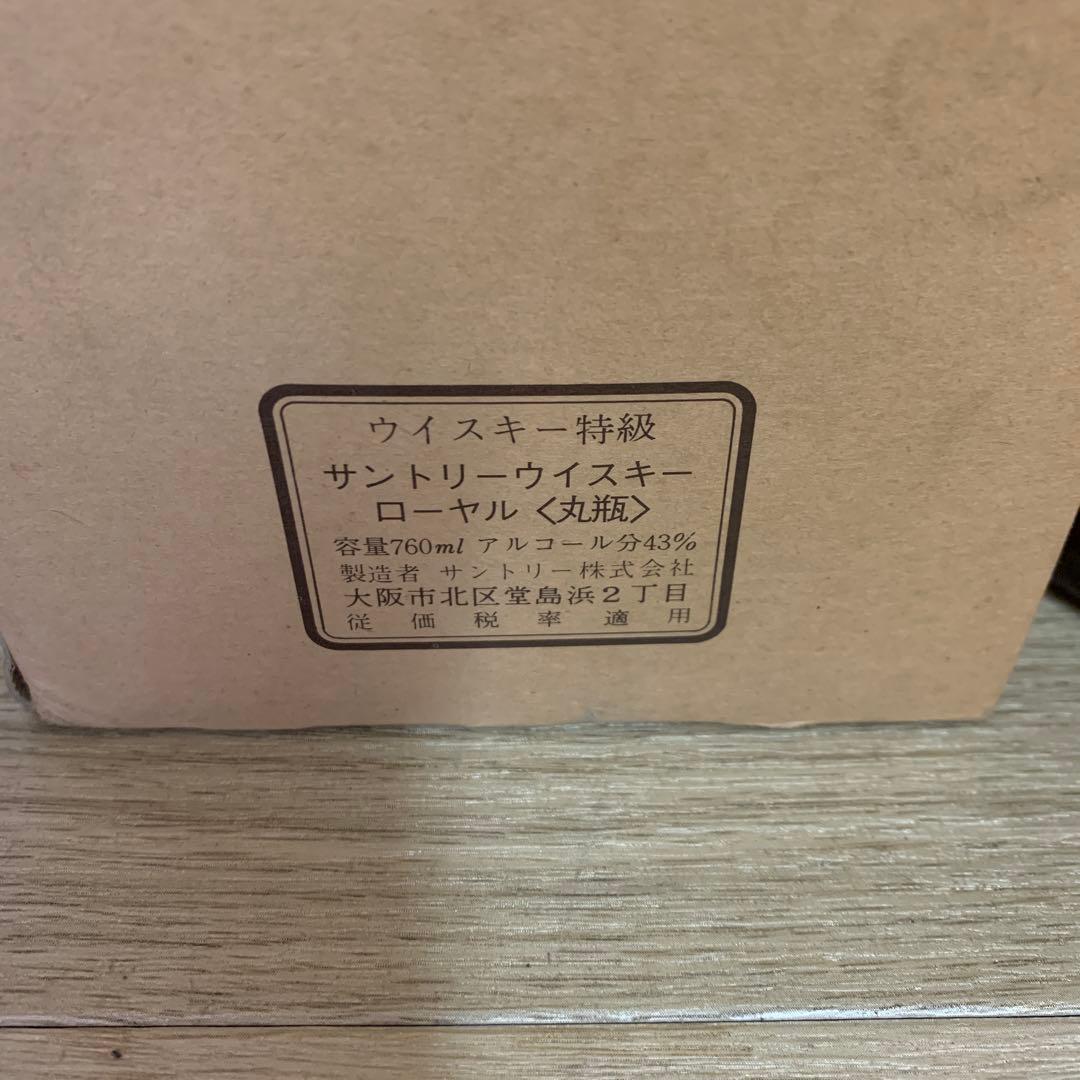 ウイスキー特級
サントリーウイスキー
ローヤル〈丸瓶〉
容量760ml アルコール分43%
製造者 サントリー株式会社
大阪市北区堂島浜2丁目
従価税率適用